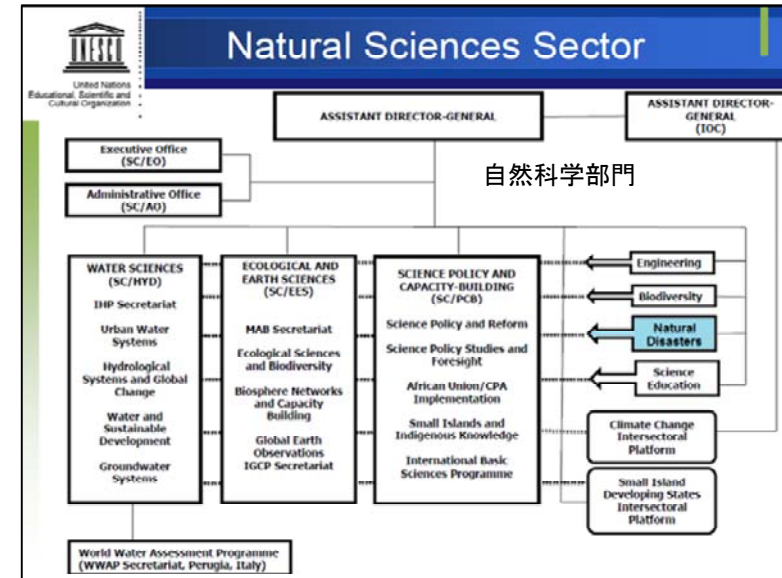 UNESCO
United Nations
Educational, Scientific and
Cultural Organization
Natural Sciences Sector
ASSISTANT DIRECTOR-GENERAL
ASSISTANT DIRECTOR-
GENERAL
(IOC)
Executive Office
(SC/EO)
Administrative Office
(SC/AO)
自然科学部門
WATER SCIENCES
(SC/HYD)
IHP Secretariat
Urban Water
Systems
Hydrological
Systems and Global
Change
Water and
Sustainable
Development
Groundwater
Systems
ECOLOGICAL AND
EARTH SCIENCES
(SC/EES)
MAB Secretariat
Ecological Sciences
and Biodiversity
Biosphere Networks
and Capacity
Building
Global Earth
Observations
IGCP Secretariat
SCIENCE POLICY AND
CAPACITY-BUILDING
(SC/PCB)
Science Policy and Reform
Science Policy Studies and
Foresight
African Union/CPA
Implementation
Small Islands and
Indigenous Knowledge
International Basic
Sciences Programme
Engineering
Biodiversity
Natural
Disasters
Science
Education
Climate Change
Intersectoral
Platform
Small Island
Developing States
Intersectoral
Platform
World Water Assessment Programme
(WWAP Secretariat, Perugia, Italy)